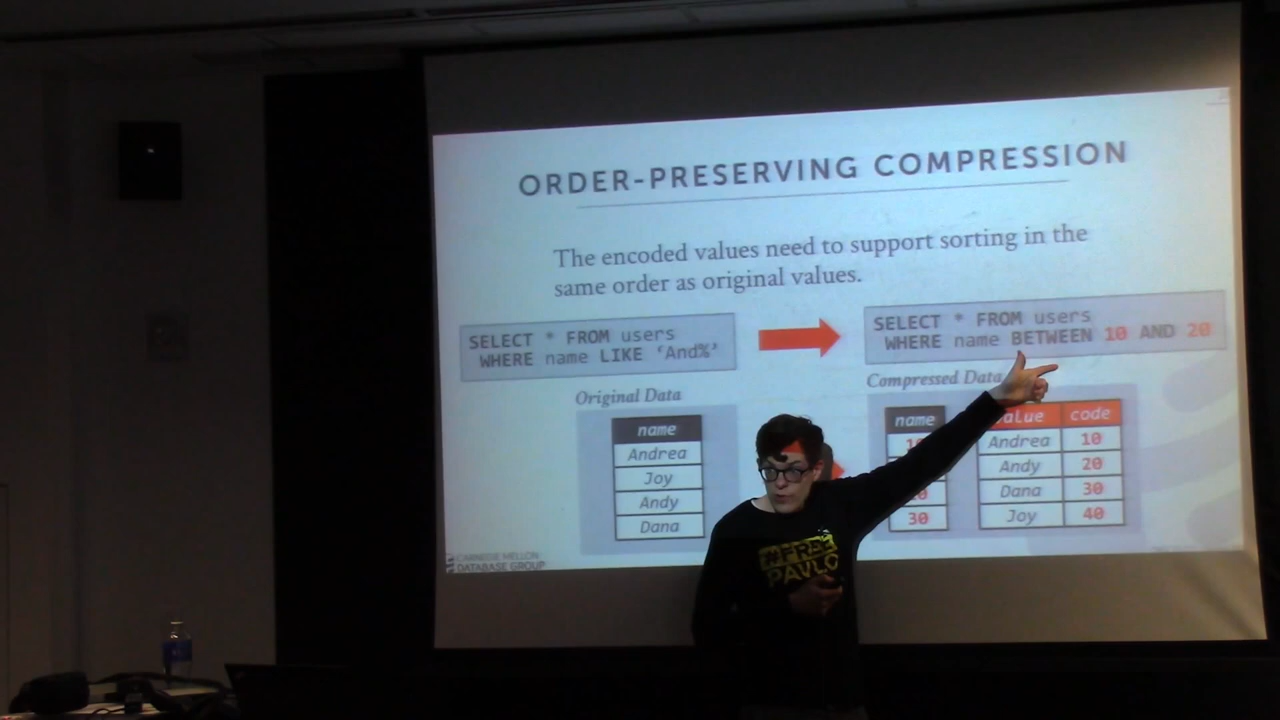 ORDER-PRESERVING COMPRESSION
The encoded values need to support sorting in the
same order as original values.
SELECT * FROM users
WHERE name LIKE ‘And%’
SELECT * FROM users
WHERE name BETWEEN 10 AND 20
Original Data
name
Andrea
Joy
Andy
Dana
Compressed Data
name
10
30
value code
Andrea 10
Andy 20
Dana 30
Joy 40
#FREE
PAVLO
CARNEGIE MELLON
DATABASE GROUP